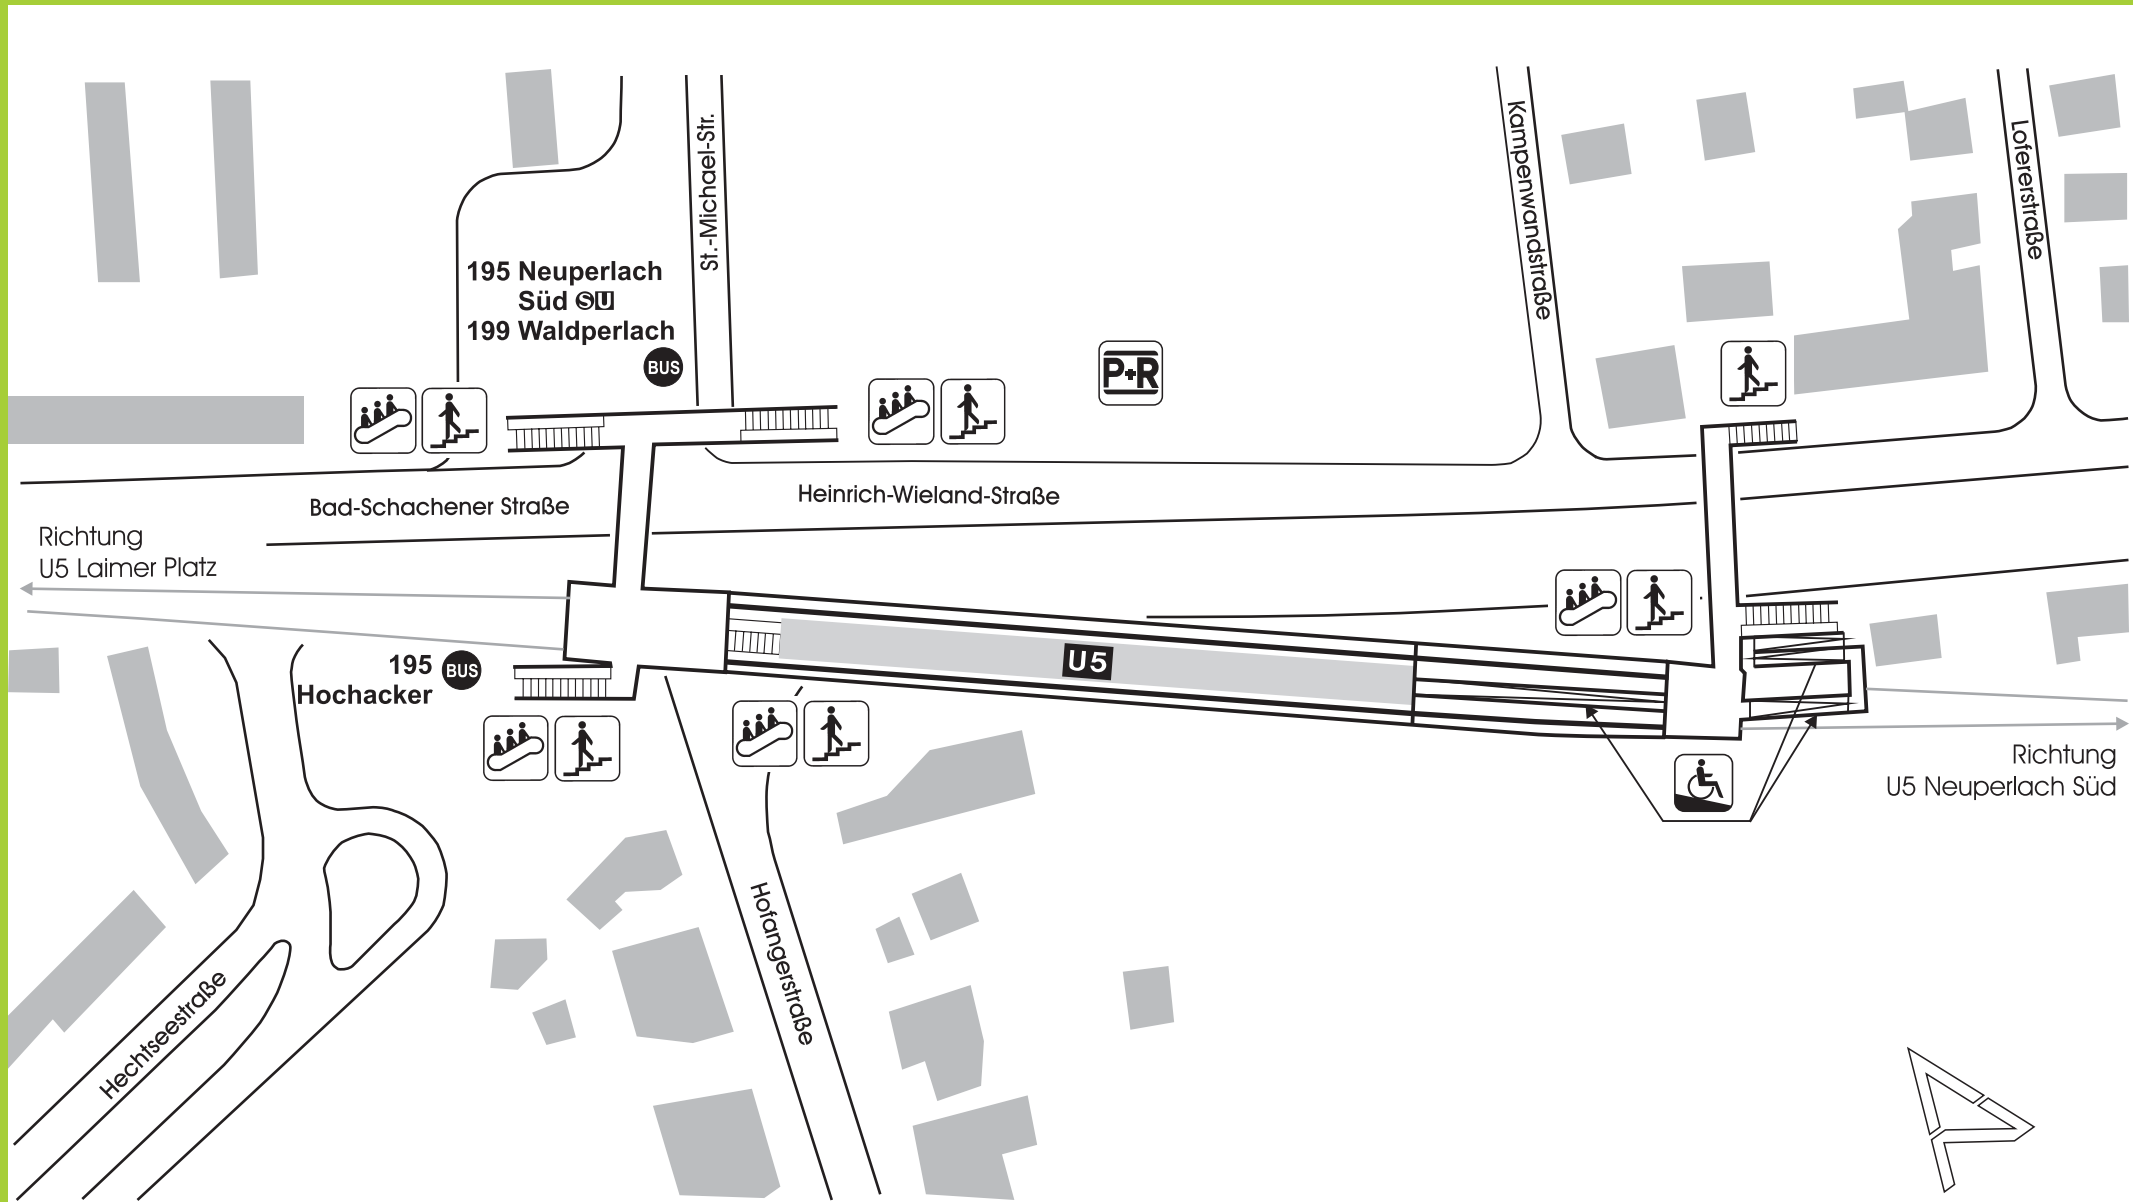 St.-Michael-Str.
Kampenwandstraße
Lofererstraße
195 Neuperlach
Süd S U
199 Waldperlach
BUS
P+R
Bad-Schachener Straße
Heinrich-Wieland-Straße
Richtung
U5 Laimer Platz
195
Hochacker
BUS
U5
Richtung
U5 Neuperlach Süd
Hofangerstraße
Hechtseestraße